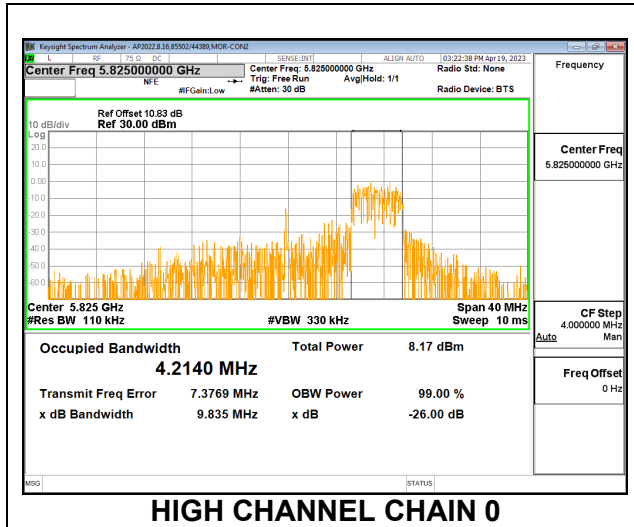 Keysight Spectrum Analyzer - AP2022.8.16,85502/44389,MOR-CON2
L RF 75 Ω DC SENSE:INT ALIGN AUTO 03:22:38 PM Apr 19, 2023
Center Freq 5.825000000 GHz
NFE
#IFGain:Low
Center Freq: 5.825000000 GHz
Trig: Free Run Avg|Hold: 1/1
#Atten: 30 dB
Radio Std: None
Radio Device: BTS
Frequency
Ref Offset 10.83 dB
10 dB/div Ref 30.00 dBm
Log
20.0
10.0
0.00
-10.0
-20.0
-30.0
-40.0
-50.0
-60.0
Center 5.825 GHz Span 40 MHz
#Res BW 110 kHz #VBW 330 kHz Sweep 10 ms
Center Freq
5.825000000 GHz
CF Step
4.000000 MHz
Auto Man
Freq Offset
0 Hz
Occupied Bandwidth Total Power 8.17 dBm
4.2140 MHz
Transmit Freq Error 7.3769 MHz OBW Power 99.00 %
x dB Bandwidth 9.835 MHz x dB -26.00 dB
MSG STATUS
HIGH CHANNEL CHAIN 0